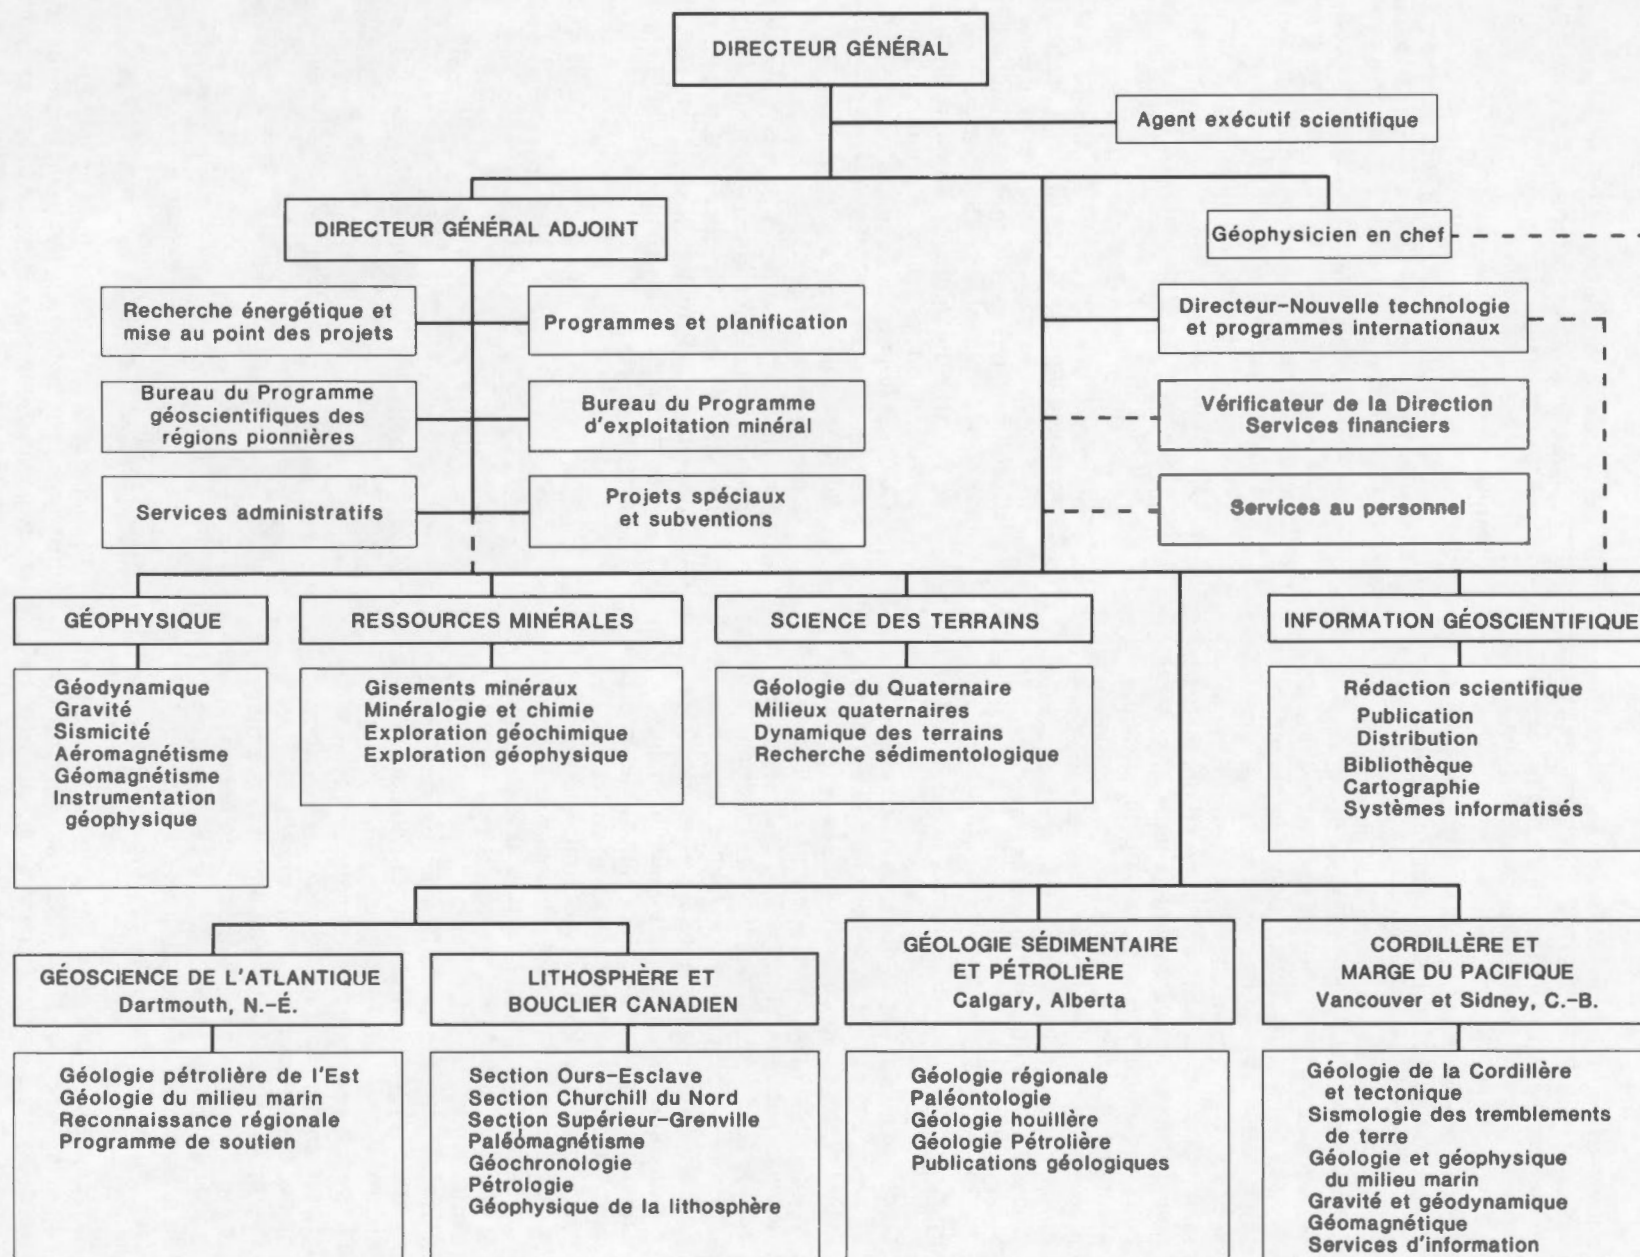 DIRECTEUR GÉNÉRAL
Agent exécutif scientifique
DIRECTEUR GÉNÉRAL ADJOINT
Géophysicien en chef
Recherche énergétique et
mise au point des projets
Programmes et planification
Directeur-Nouvelle technologie
et programmes internationaux
Bureau du Programme
géoscientifiques des
régions pionnières
Bureau du Programme
d'exploitation minéral
Vérificateur de la Direction
Services financiers
Services administratifs
Projets spéciaux
et subventions
Services au personnel
GÉOPHYSIQUE
Géodynamique
Gravité
Sismicité
Aéromagnétisme
Géomagnétisme
Instrumentation
géophysique
RESSOURCES MINÉRALES
Gisements minéraux
Minéralogie et chimie
Exploration géochimique
Exploration géophysique
SCIENCE DES TERRAINS
Géologie du Quaternaire
Milieux quaternaires
Dynamique des terrains
Recherche sédimentologique
INFORMATION GÉOSCIENTIFIQUE
Rédaction scientifique
Publication
Distribution
Bibliothèque
Cartographie
Systèmes informatisés
GÉOSCIENCE DE L'ATLANTIQUE
Dartmouth, N.-É.
Géologie pétrolière de l'Est
Géologie du milieu marin
Reconnaissance régionale
Programme de soutien
LITHOSPHÈRE ET
BOUCLIER CANADIEN
Section Ours-Esclave
Section Churchill du Nord
Section Supérieur-Grenville
Paléomagnétisme
Géochronologie
Pétrologie
Géophysique de la lithosphère
GÉOLOGIE SÉDIMENTAIRE
ET PÉTROLIÈRE
Calgary, Alberta
Géologie régionale
Paléontologie
Géologie houillère
Géologie Pétrolière
Publications géologiques
CORDILLÈRE ET
MARGE DU PACIFIQUE
Vancouver et Sidney, C.-B.
Géologie de la Cordillère
et tectonique
Sismologie des tremblements
de terre
Géologie et géophysique
du milieu marin
Gravité et géodynamique
Géomagnétique
Services d'information